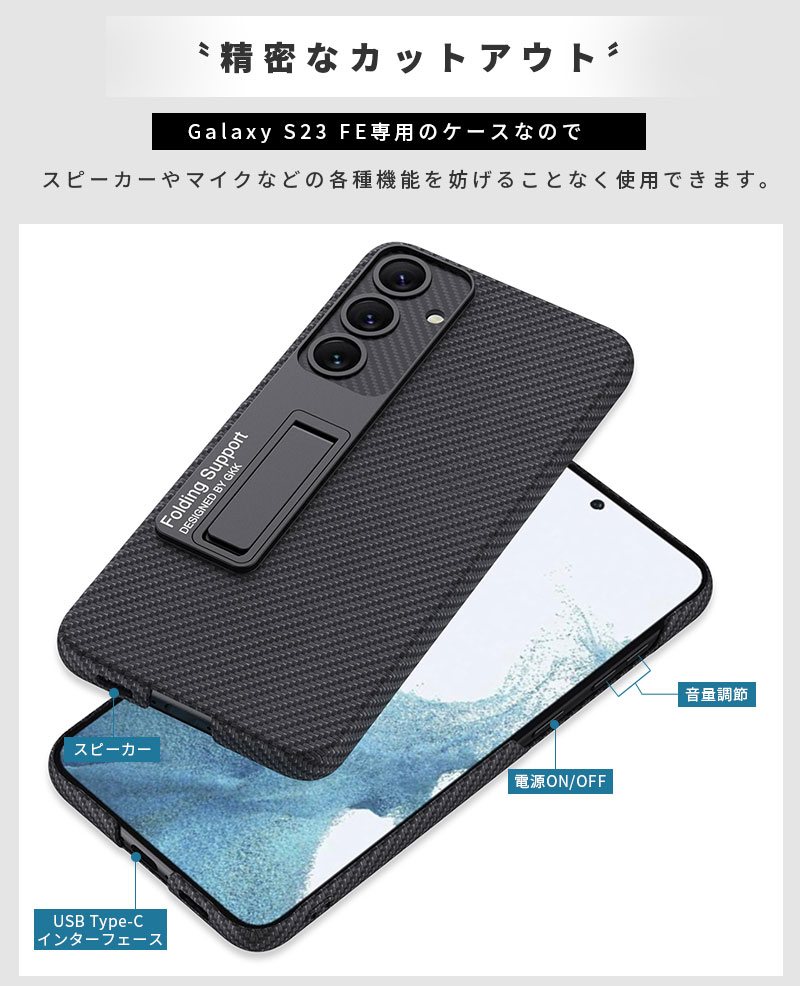 〝精密なカットアウト〞
Galaxy S23 FE専用のケースなので
スピーカーやマイクなどの各種機能を妨げることなく使用できます。
Folding Support
DESIGNED BY GKK
音量調節
スピーカー
電源ON/OFF
USB Type-C
インターフェース